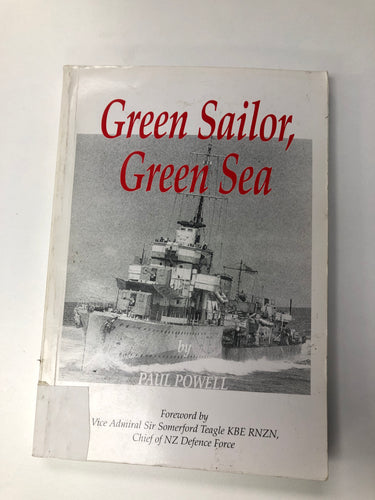 Green Sailor,
Green Sea
by
PAUL POWELL
Foreword by
Vice Admiral Sir Somerford Teagle KBE RNZN,
Chief of NZ Defence Force